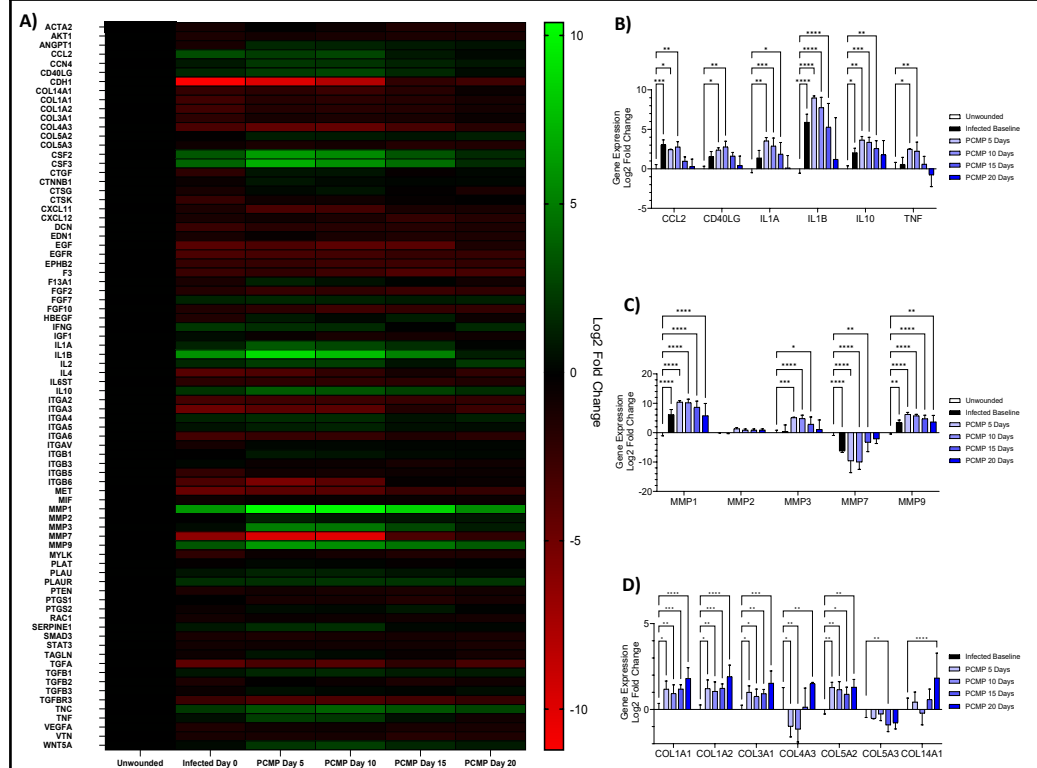 A)
ACTA2
AKT1
ANGPT1
CCL2
CCN4
CD40LG
CDH1
COL14A1
COL1A1
COL1A2
COL3A1
COL4A3
COL5A2
COL5A3
CSF2
CSF3
CTGF
CTNNB1
CTSG
CTSK
CXCL11
CXCL12
DCN
EDN1
EGF
EGFR
EPHB2
F3
F13A1
FGF2
FGF7
FGF10
HBEGF
IFNG
IGF1
IL1A
IL1B
IL2
IL4
IL6ST
IL10
ITGA2
ITGA3
ITGA4
ITGA5
ITGA6
ITGAV
ITGB1
ITGB3
ITGB5
ITGB6
MET
MIF
MMP1
MMP2
MMP3
MMP7
MMP9
MYLK
PLAT
PLAU
PLAUR
PTEN
PTGS1
PTGS2
RAC1
SERPINE1
SMAD3
STAT3
TAGLN
TGFA
TGFB1
TGFB2
TGFB3
TGFBR3
TNC
TNF
VEGFA
VTN
WNT5A
Unwounded Infected Day 0 PCMP Day 5 PCMP Day 10 PCMP Day 15 PCMP Day 20
10
5
0
-5
-10
Log2 Fold Change
B)
Gene Expression
Log2 Fold Change
10
5
0
-5
*** * ** * ** ** *** * **** **** **** ** *** ** * **
CCL2 CD40LG IL1A IL1B IL10 TNF
Unwounded
Infected Baseline
PCMP 5 Days
PCMP 10 Days
PCMP 15 Days
PCMP 20 Days
C)
Gene Expression
Log2 Fold Change
20
10
0
-10
-20
**** **** **** **** **** *** **** * **** **** **** ** ** **** **** **** **
MMP1 MMP2 MMP3 MMP7 MMP9
Unwounded
Infected Baseline
PCMP 5 Days
PCMP 10 Days
PCMP 15 Days
PCMP 20 Days
D)
Gene Expression
Log2 Fold Change
5
0
* ** *** **** * ** *** **** * ** *** * ** ** ** ** * ** ** ****
COL1A1 COL1A2 COL3A1 COL4A3 COL5A2 COL5A3 COL14A1
Infected Baseline
PCMP 5 Days
PCMP 10 Days
PCMP 15 Days
PCMP 20 Days